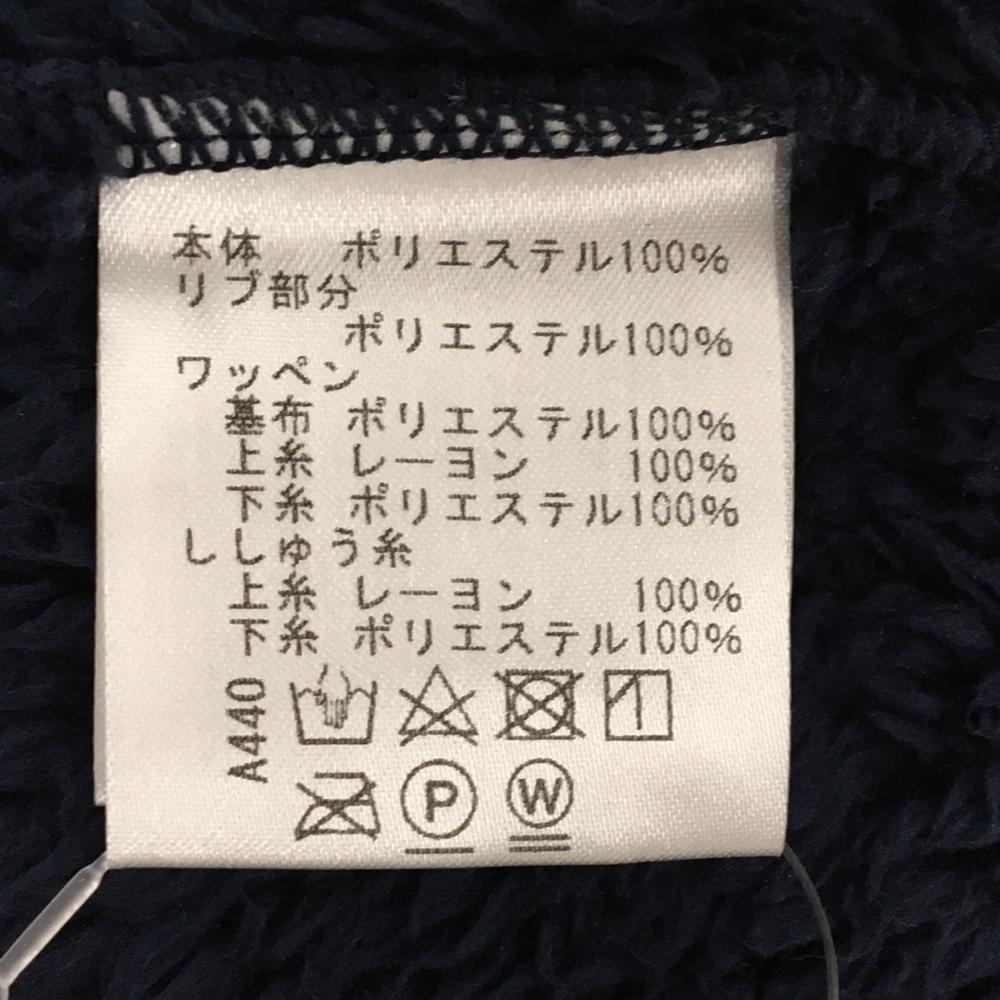 本体 ポリエステル100%
リブ部分
ポリエステル100%
ワッペン
基布 ポリエステル100%
上糸 レーヨン 100%
下糸 ポリエステル100%
ししゅう糸
上糸 レーヨン 100%
下糸 ポリエステル100%
A440
P W